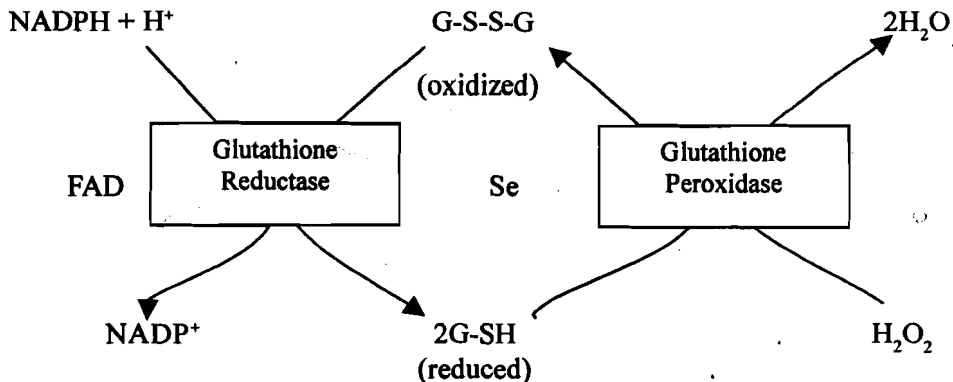 NADPH + H⁺ G-S-S-G 2H₂O
(oxidized)
Glutathione
Reductase
Glutathione
Peroxidase
FAD Se
NADP⁺ 2G-SH H₂O₂
(reduced)